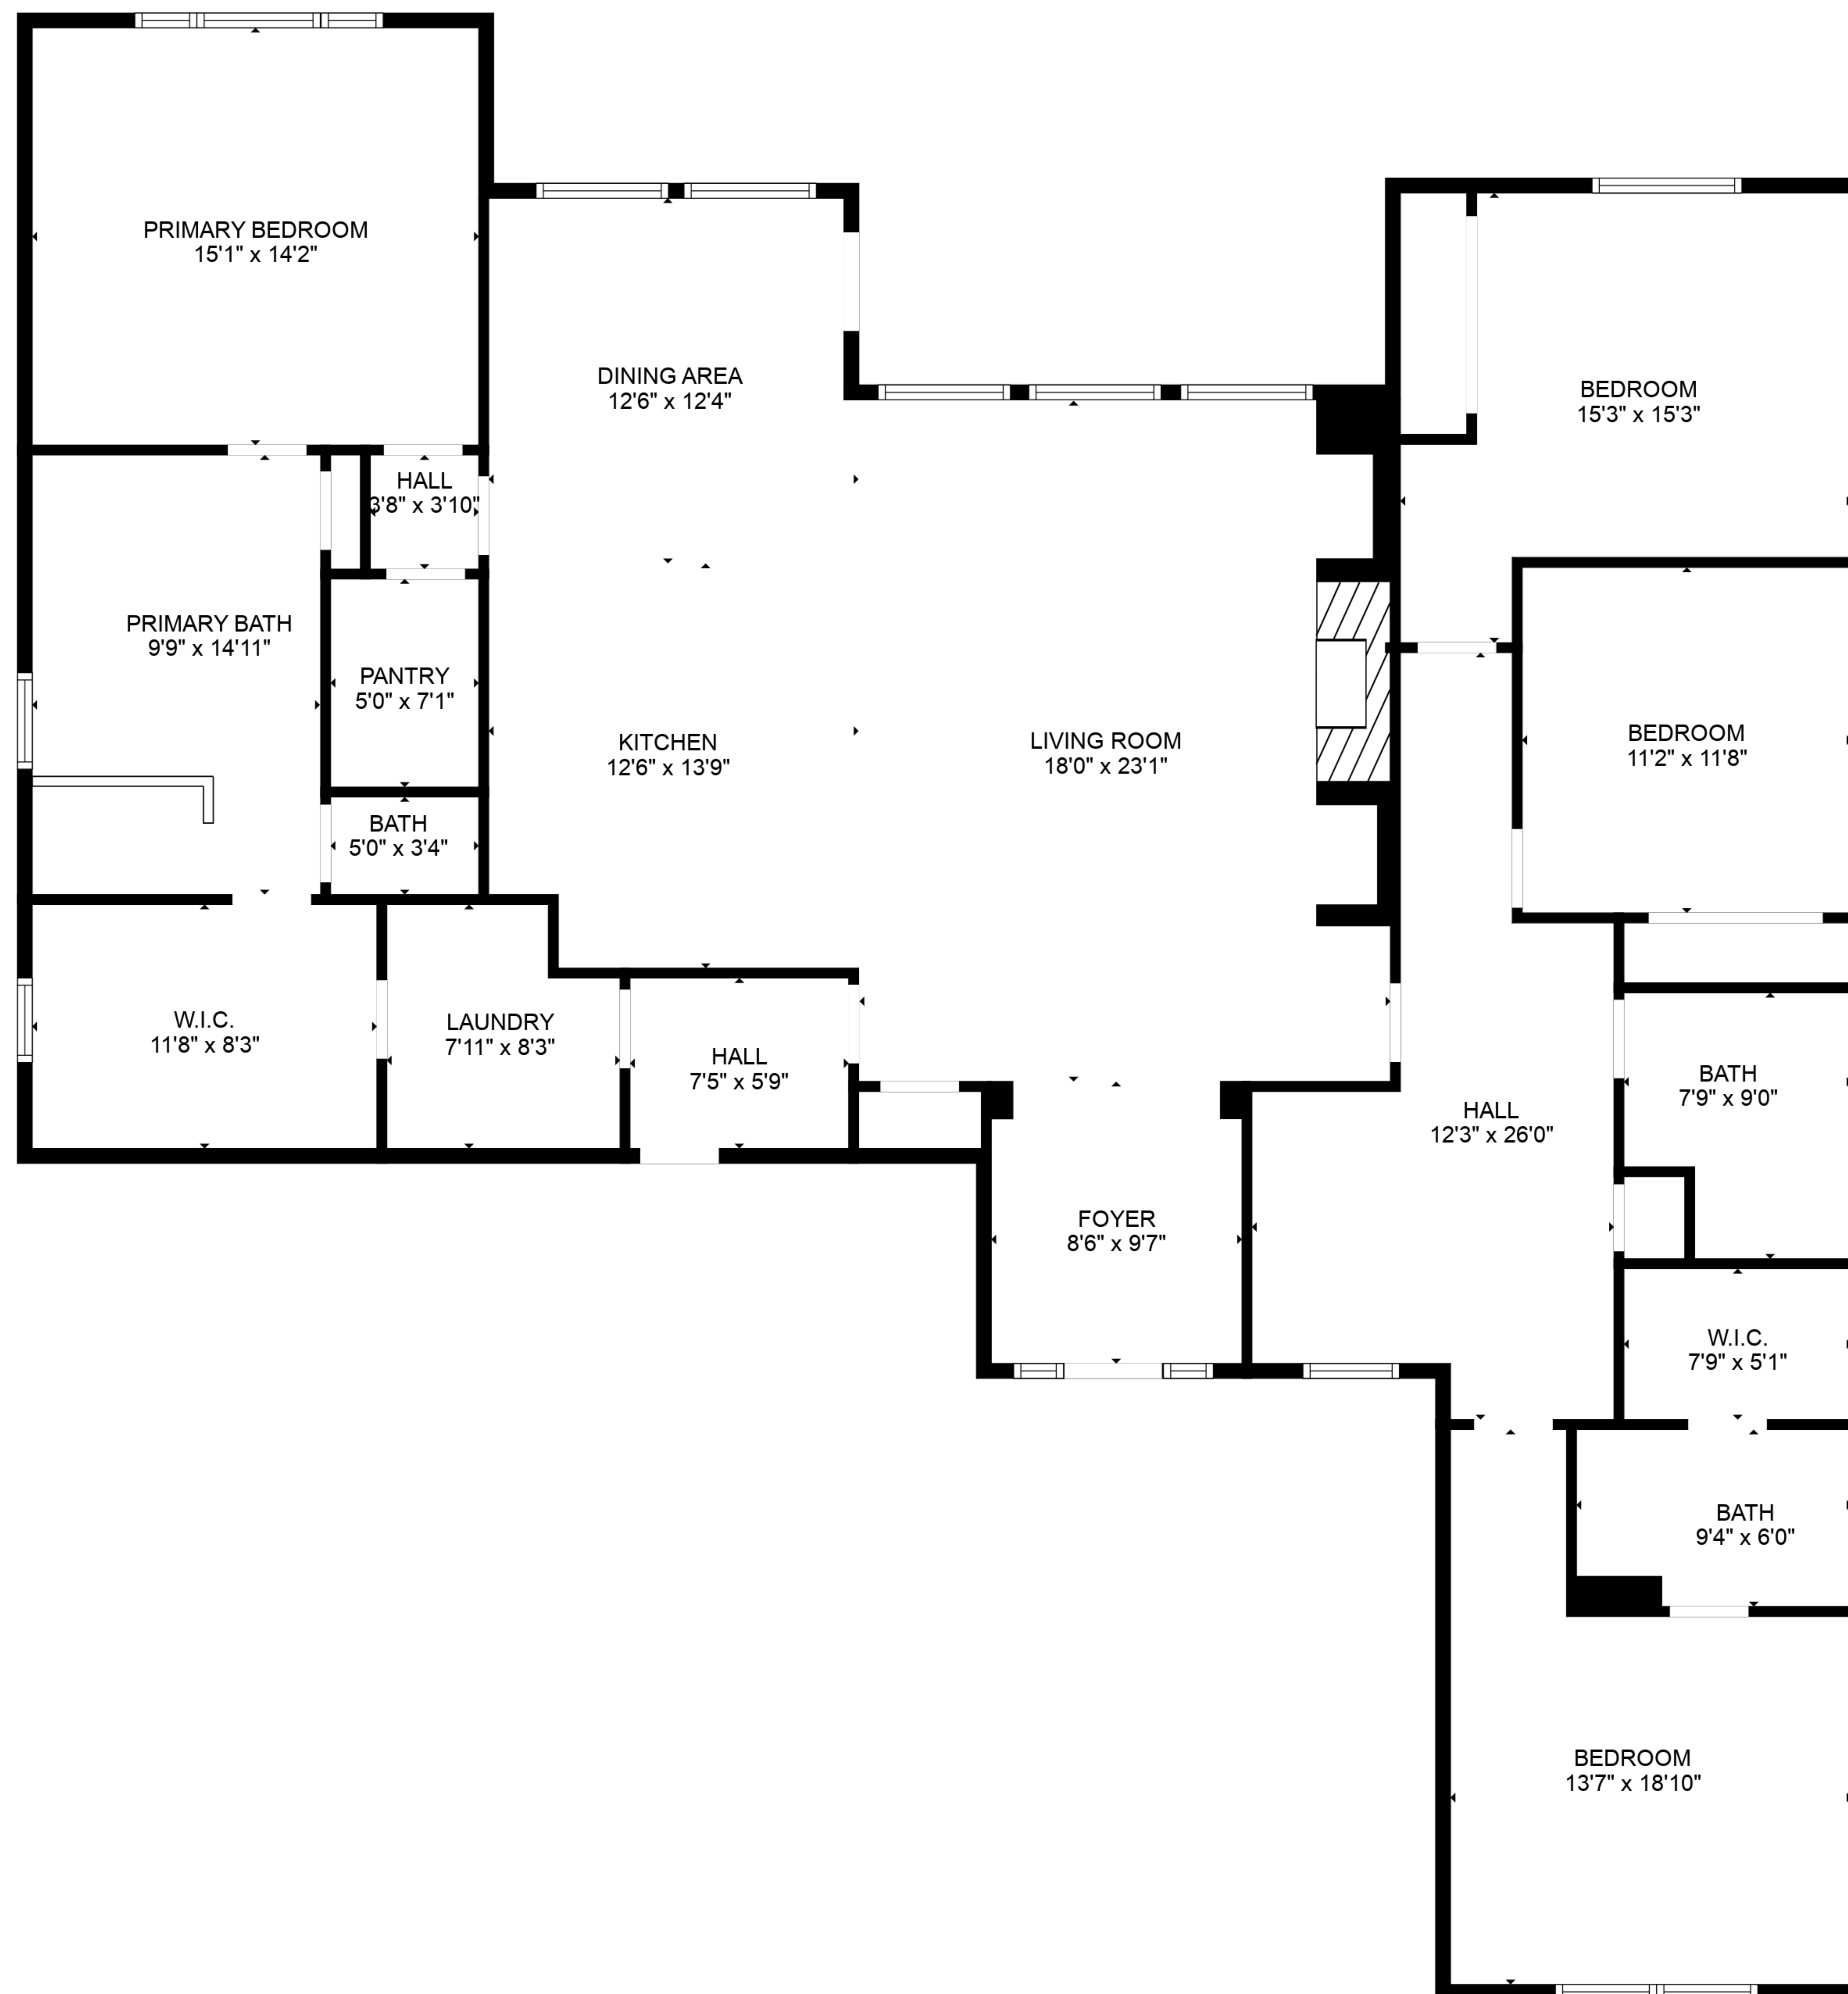 PRIMARY BEDROOM
15'1" x 14'2"
DINING AREA
12'6" x 12'4"
BEDROOM
15'3" x 15'3"
HALL
3'8" x 3'10"
PRIMARY BATH
9'9" x 14'11"
PANTRY
5'0" x 7'1"
KITCHEN
12'6" x 13'9"
LIVING ROOM
18'0" x 23'1"
BEDROOM
11'2" x 11'8"
BATH
5'0" x 3'4"
W.I.C.
11'8" x 8'3"
LAUNDRY
7'11" x 8'3"
HALL
7'5" x 5'9"
BATH
7'9" x 9'0"
HALL
12'3" x 26'0"
FOYER
8'6" x 9'7"
W.I.C.
7'9" x 5'1"
BATH
9'4" x 6'0"
BEDROOM
13'7" x 18'10"